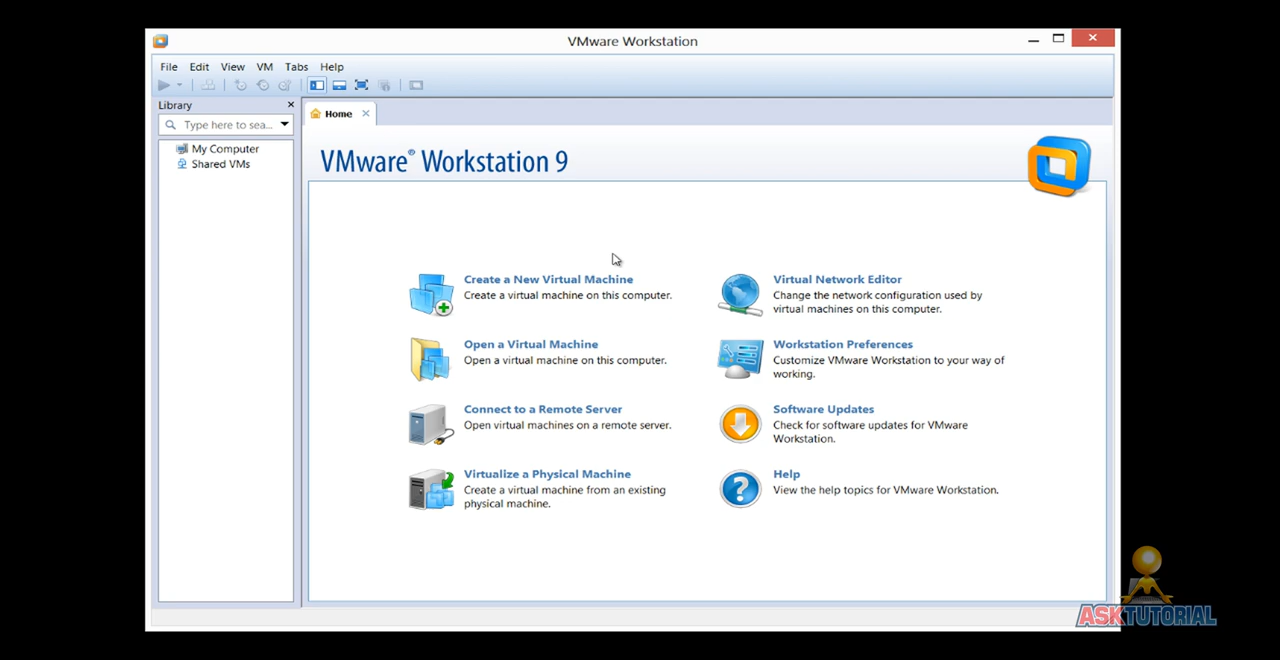 VMware Workstation
File Edit View VM Tabs Help
Library
Type here to sea...
My Computer
Shared VMs
Home
VMware® Workstation 9
Create a New Virtual Machine
Create a virtual machine on this computer.
Open a Virtual Machine
Open a virtual machine on this computer.
Connect to a Remote Server
Open virtual machines on a remote server.
Virtualize a Physical Machine
Create a virtual machine from an existing
physical machine.
Virtual Network Editor
Change the network configuration used by
virtual machines on this computer.
Workstation Preferences
Customize VMware Workstation to your way of
working.
Software Updates
Check for software updates for VMware
Workstation.
Help
View the help topics for VMware Workstation.
ASKTUTORIAL